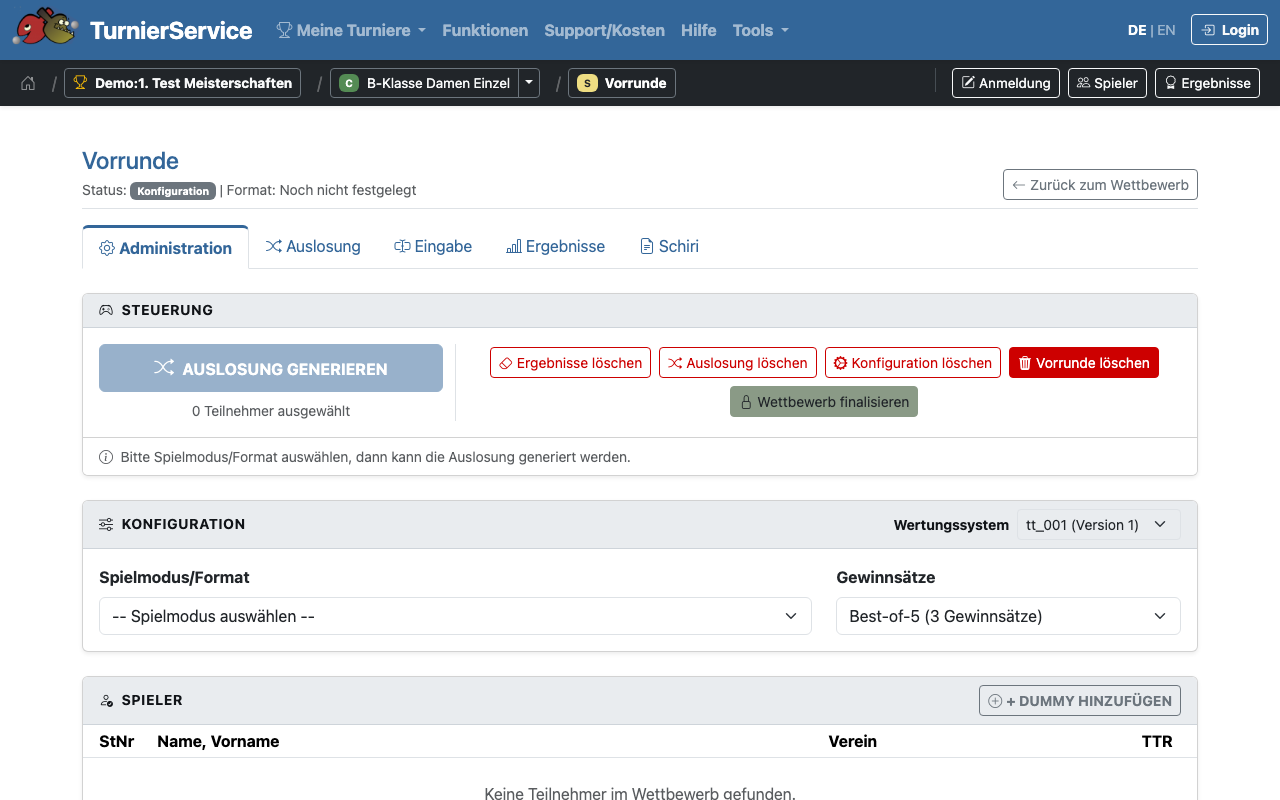 TurnierService Meine Turniere Funktionen Support/Kosten Hilfe Tools DE | EN Login
/ Demo:1. Test Meisterschaften / C B-Klasse Damen Einzel / S Vorrunde Anmeldung Spieler Ergebnisse
Vorrunde
Status: Konfiguration | Format: Noch nicht festgelegt
← Zurück zum Wettbewerb
Administration Auslosung Eingabe Ergebnisse Schiri
STEUERUNG
AUSLOSUNG GENERIEREN
0 Teilnehmer ausgewählt
Ergebnisse löschen Auslosung löschen Konfiguration löschen Vorrunde löschen
Wettbewerb finalisieren
Bitte Spielmodus/Format auswählen, dann kann die Auslosung generiert werden.
KONFIGURATION Wertungssystem tt_001 (Version 1)
Spielmodus/Format Gewinnsätze
-- Spielmodus auswählen -- Best-of-5 (3 Gewinnsätze)
SPIELER + DUMMY HINZUFÜGEN
StNr Name, Vorname Verein TTR
Keine Teilnehmer im Wettbewerb gefunden.